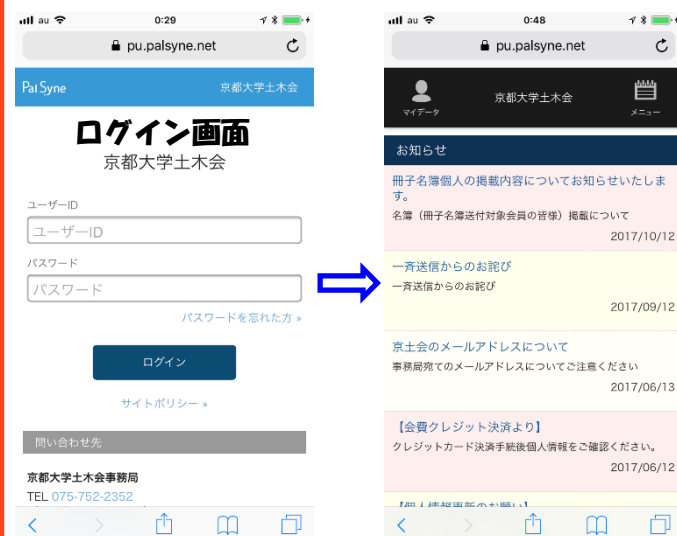 au 0:29
pu.palsyne.net
Pal Syne 京都大学土木会
ログイン画面
京都大学土木会
ユーザーID
ユーザーID
パスワード
パスワード
パスワードを忘れた方 »
ログイン
サイトポリシー »
問い合わせ先
京都大学土木会事務局
TEL 075-752-2352
au 0:48
pu.palsyne.net
マイデータ 京都大学土木会 メニュー
お知らせ
冊子名簿個人の掲載内容についてお知らせいたしま
す。
名簿（冊子名簿送付対象会員の皆様）掲載について
2017/10/12
一斉送信からのお詫び
一斉送信からのお詫び
2017/09/12
京土会のメールアドレスについて
事務局宛てのメールアドレスについてご注意ください
2017/06/13
【会費クレジット決済より】
クレジットカード決済手続後個人情報をご確認ください。
2017/06/12
【個人情報更新のお願い】